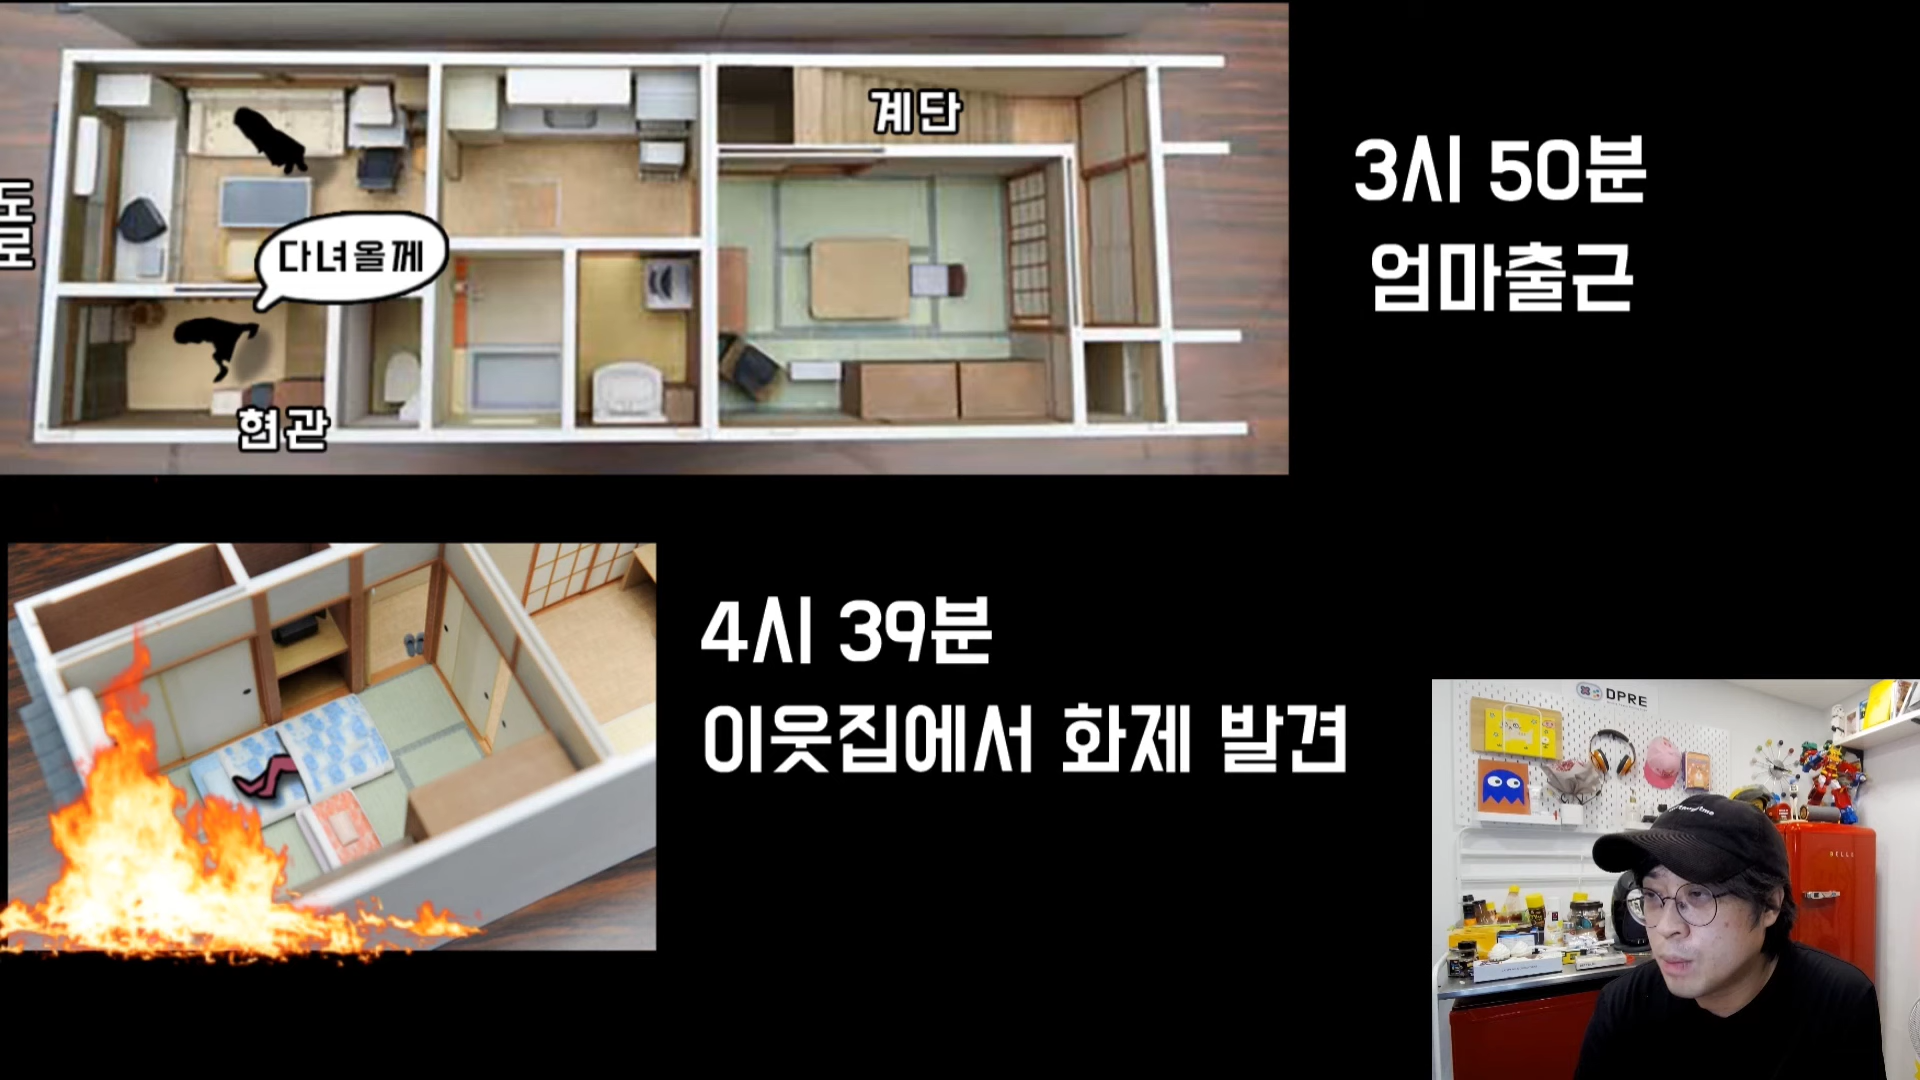 계단
3시 50분
엄마출근
도로
다녀올께
현관
4시 39분
이웃집에서 화제 발견
DPRE